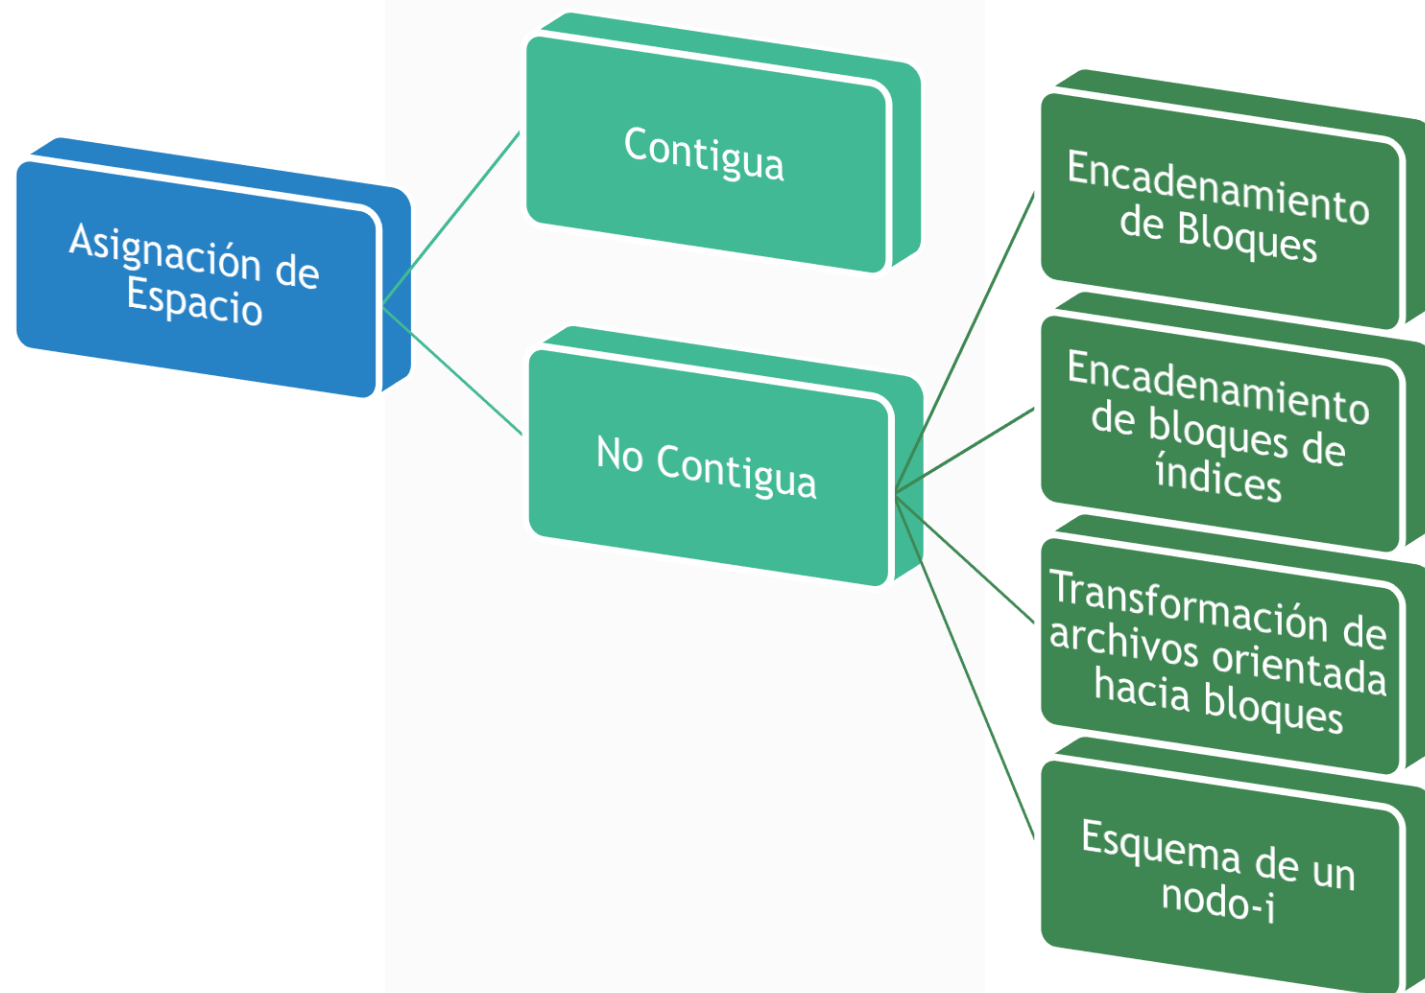 Asignación de
Espacio
Contigua
No Contigua
Encadenamiento
de Bloques
Encadenamiento
de bloques de
índices
Transformación de
archivos orientada
hacia bloques
Esquema de un
nodo-i